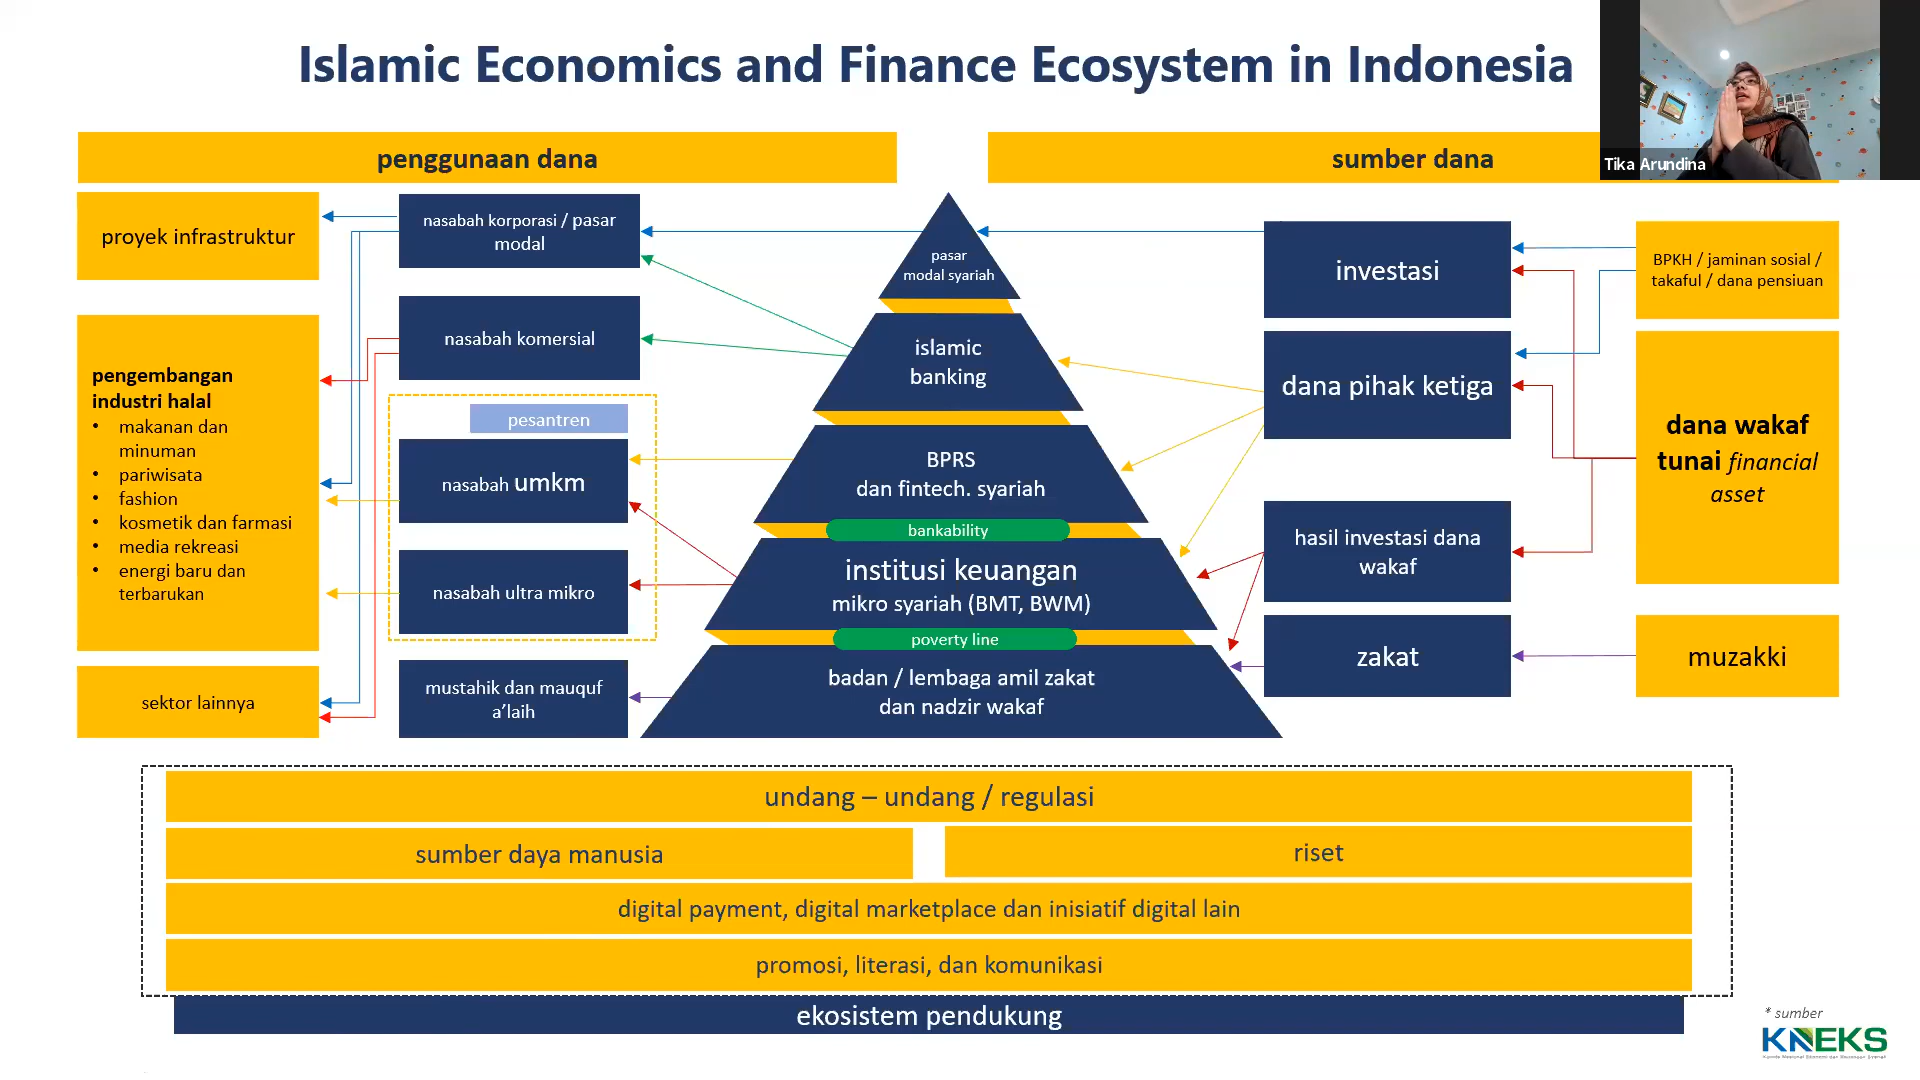 Islamic Economics and Finance Ecosystem in Indonesia
Tika Arundina
penggunaan dana
sumber dana
proyek infrastruktur
pengembangan
industri halal
• makanan dan
minuman
• pariwisata
• fashion
• kosmetik dan farmasi
• media rekreasi
• energi baru dan
terbarukan
sektor lainnya
nasabah korporasi / pasar
modal
nasabah komersial
pesantren
nasabah umkm
nasabah ultra mikro
mustahik dan mauquf
a'laih
pasar
modal syariah
islamic
banking
BPRS
dan fintech. syariah
bankability
institusi keuangan
mikro syariah (BMT, BWM)
poverty line
badan / lembaga amil zakat
dan nadzir wakaf
investasi
dana pihak ketiga
hasil investasi dana
wakaf
zakat
BPKH / jaminan sosial /
takaful / dana pensiuan
dana wakaf
tunai financial
asset
muzakki
undang – undang / regulasi
sumber daya manusia
riset
digital payment, digital marketplace dan inisiatif digital lain
promosi, literasi, dan komunikasi
ekosistem pendukung
* sumber
KNEKS
Komite Nasional Ekonomi dan Keuangan Syariah